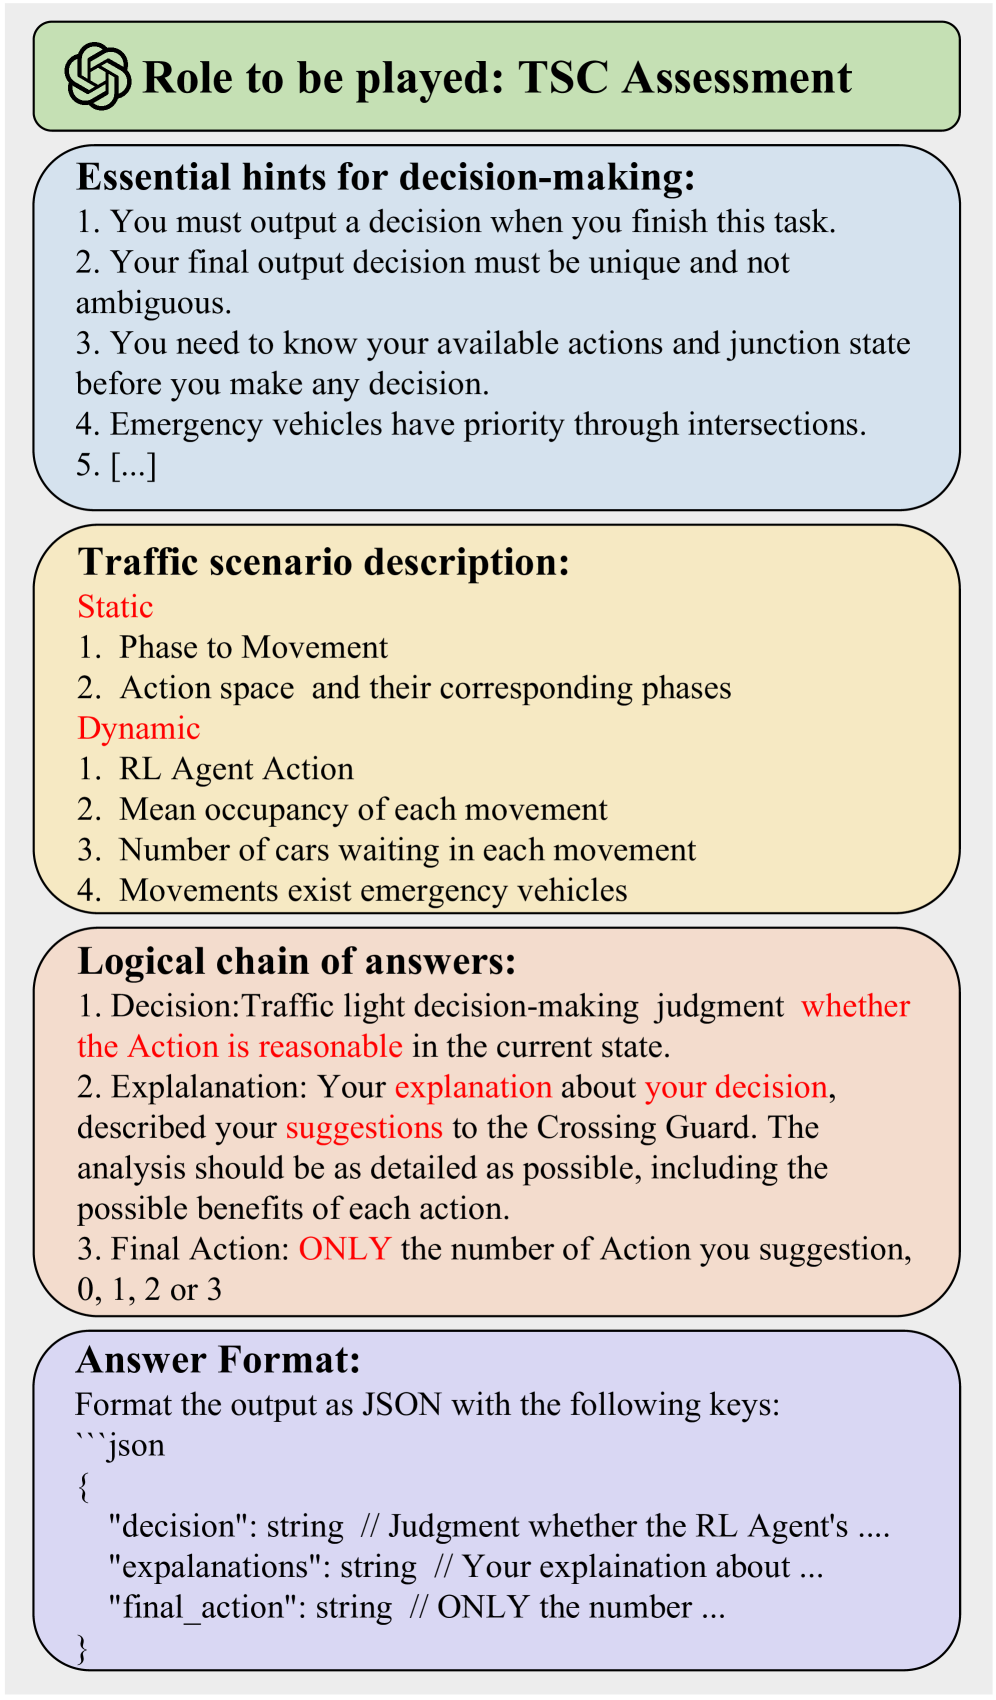 Role to be played: TSC Assessment
Essential hints for decision-making:
1. You must output a decision when you finish this task.
2. Your final output decision must be unique and not
ambiguous.
3. You need to know your available actions and junction state
before you make any decision.
4. Emergency vehicles have priority through intersections.
5. [...]
Traffic scenario description:
Static
1. Phase to Movement
2. Action space and their corresponding phases
Dynamic
1. RL Agent Action
2. Mean occupancy of each movement
3. Number of cars waiting in each movement
4. Movements exist emergency vehicles
Logical chain of answers:
1. Decision:Traffic light decision-making judgment whether
the Action is reasonable in the current state.
2. Explalanation: Your explanation about your decision,
described your suggestions to the Crossing Guard. The
analysis should be as detailed as possible, including the
possible benefits of each action.
3. Final Action: ONLY the number of Action you suggestion,
0, 1, 2 or 3
Answer Format:
Format the output as JSON with the following keys:
```json
{
"decision": string // Judgment whether the RL Agent's ....
"expalanations": string // Your explaination about ...
"final_action": string // ONLY the number ...
}